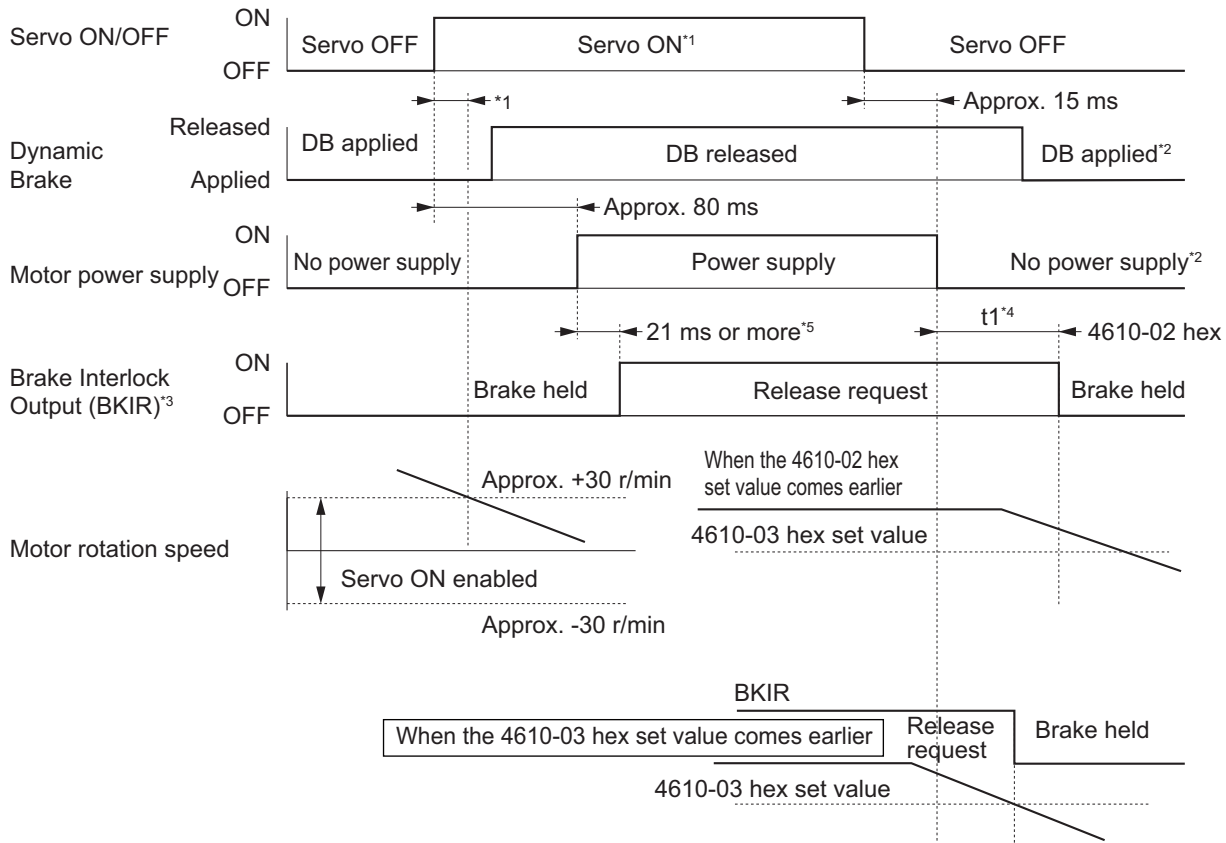 ON
Servo ON/OFF
Servo OFF
Servo ON*1
Servo OFF
OFF
*1
Approx. 15 ms
Released
Dynamic
Brake
DB applied
DB released
DB applied*2
Applied
Approx. 80 ms
ON
Motor power supply
No power supply
Power supply
No power supply*2
OFF
21 ms or more*5
t1*4
4610-02 hex
ON
Brake Interlock
Output (BKIR)*3
Brake held
Release request
Brake held
OFF
When the 4610-02 hex
set value comes earlier
Approx. +30 r/min
4610-03 hex set value
Motor rotation speed
Servo ON enabled
Approx. -30 r/min
BKIR
When the 4610-03 hex set value comes earlier
Release
request
Brake held
4610-03 hex set value